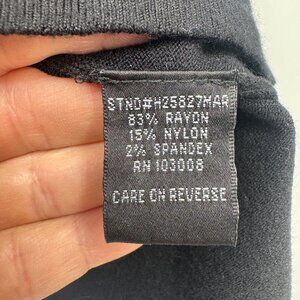 STND#H25827MAR
83% RAYON
15% NYLON
2% SPANDEX
RN 103008
CARE ON REVERSE